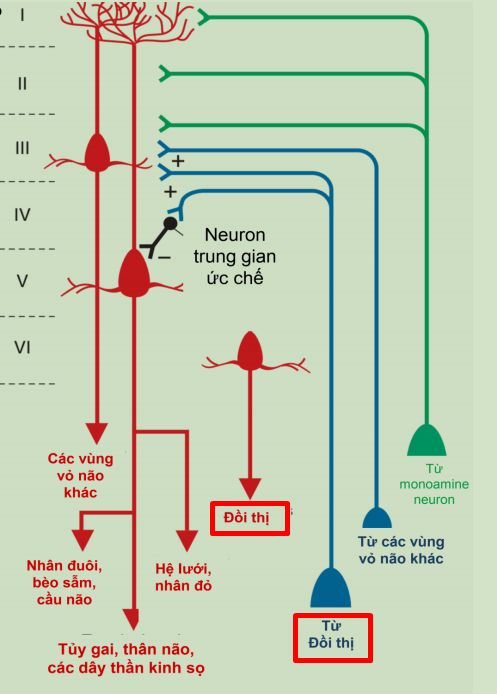 I
II
III
IV
V
VI
+
+
−
Neuron
trung gian
ức chế
Các vùng
vỏ não
khác
Đồi thị
Từ
monoamine
neuron
Từ các vùng
vỏ não khác
Nhân đuôi,
bèo sẫm,
cầu não
Hệ lưới,
nhân đỏ
Từ
Đồi thị
Tủy gai, thân não,
các dây thần kinh sọ